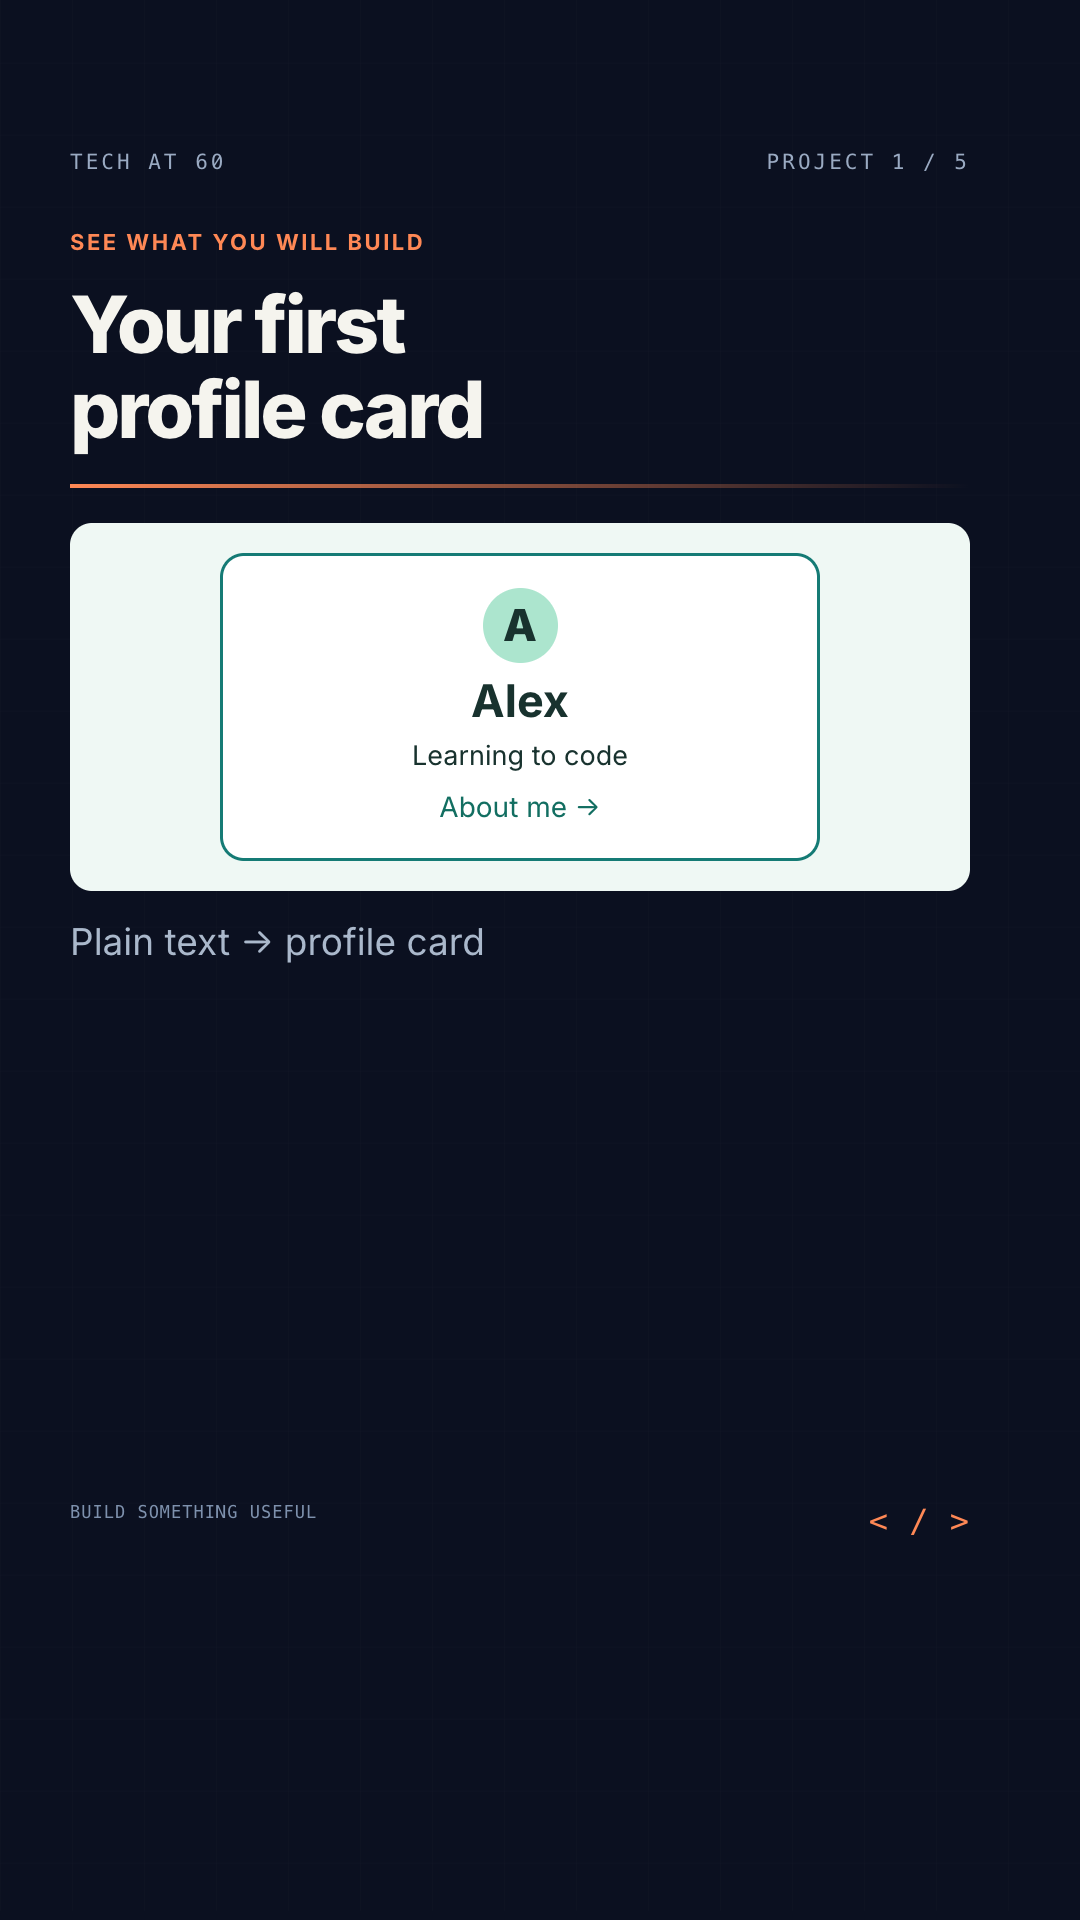 TECH AT 60
PROJECT 1 / 5
SEE WHAT YOU WILL BUILD
Your first
profile card
A
Alex
Learning to code
About me →
Plain text → profile card
BUILD SOMETHING USEFUL
< / >